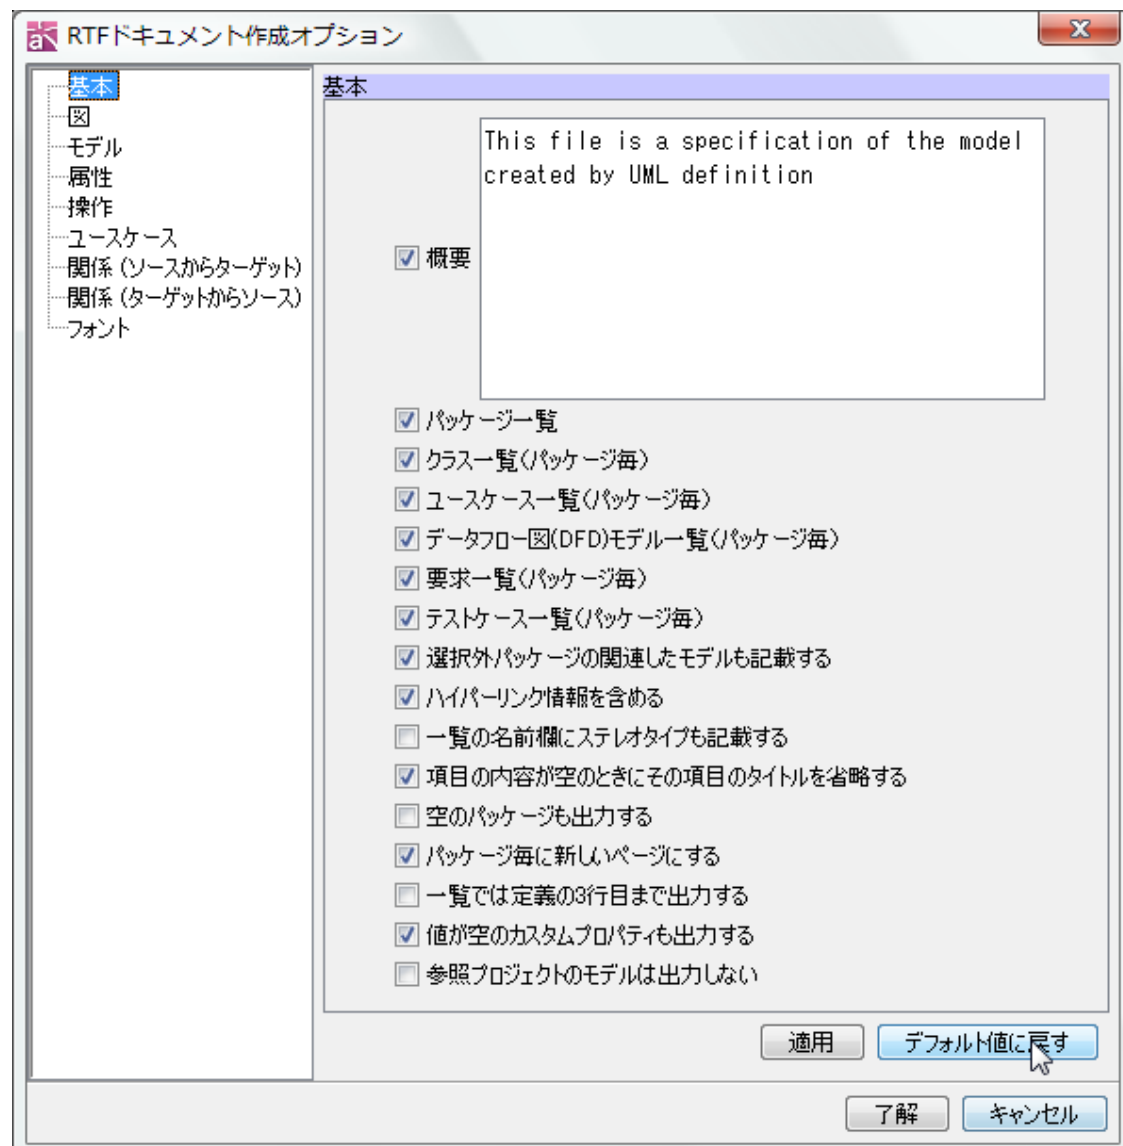 RTFドキュメント作成オプション
基本
図
モデル
属性
操作
ユースケース
関係 (ソースからターゲット)
関係 (ターゲットからソース)
フォント
基本
This file is a specification of the model
created by UML definition
概要
パッケージ一覧
クラス一覧(パッケージ毎)
ユースケース一覧(パッケージ毎)
データフロー図(DFD)モデル一覧(パッケージ毎)
要求一覧(パッケージ毎)
テストケース一覧(パッケージ毎)
選択外パッケージの関連したモデルも記載する
ハイパーリンク情報を含める
一覧の名前欄にステレオタイプも記載する
項目の内容が空のときにその項目のタイトルを省略する
空のパッケージも出力する
パッケージ毎に新しいページにする
一覧では定義の3行目まで出力する
値が空のカスタムプロパティも出力する
参照プロジェクトのモデルは出力しない
適用
デフォルト値に戻す
了解
キャンセル